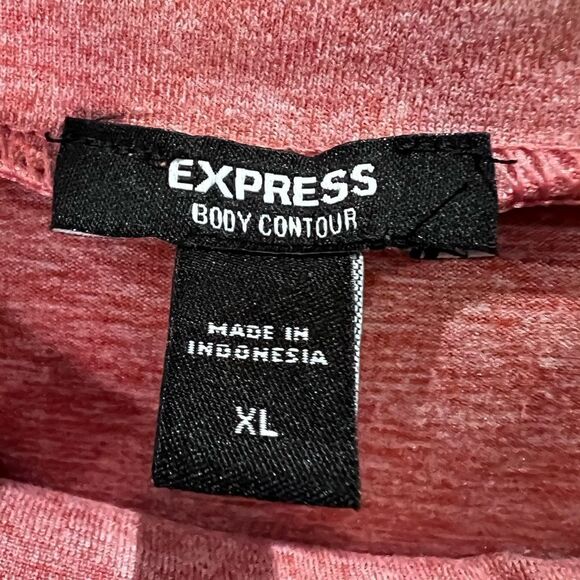 EXPRESS
BODY CONTOUR
MADE IN
INDONESIA
XL